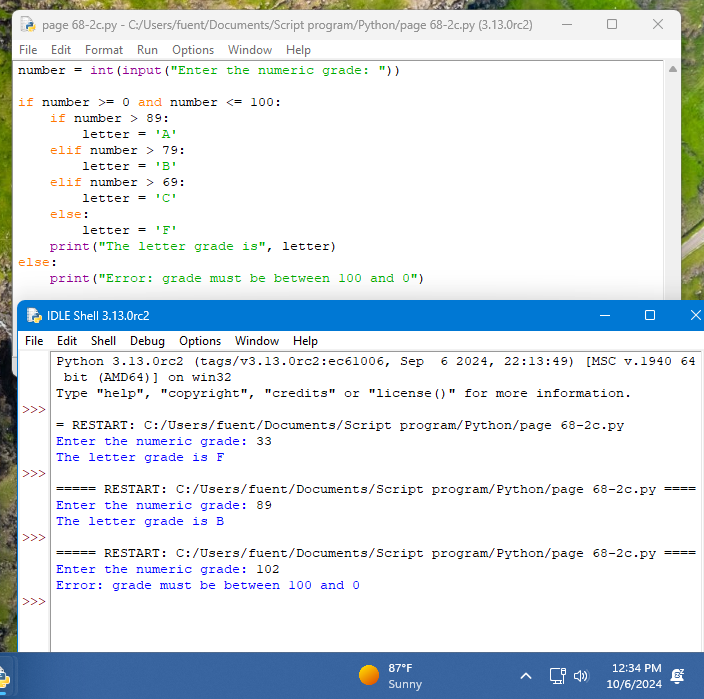 page 68-2c.py - C:/Users/fuent/Documents/Script program/Python/page 68-2c.py (3.13.0rc2)
File Edit Format Run Options Window Help
number = int(input("Enter the numeric grade: "))
if number >= 0 and number <= 100:
    if number > 89:
        letter = 'A'
    elif number > 79:
        letter = 'B'
    elif number > 69:
        letter = 'C'
    else:
        letter = 'F'
    print("The letter grade is", letter)
else:
    print("Error: grade must be between 100 and 0")
IDLE Shell 3.13.0rc2
File Edit Shell Debug Options Window Help
Python 3.13.0rc2 (tags/v3.13.0rc2:ec61006, Sep  6 2024, 22:13:49) [MSC v.1940 64
 bit (AMD64)] on win32
Type "help", "copyright", "credits" or "license()" for more information.
>>>
= RESTART: C:/Users/fuent/Documents/Script program/Python/page 68-2c.py
Enter the numeric grade: 33
The letter grade is F
>>>
===== RESTART: C:/Users/fuent/Documents/Script program/Python/page 68-2c.py ====
Enter the numeric grade: 89
The letter grade is B
>>>
===== RESTART: C:/Users/fuent/Documents/Script program/Python/page 68-2c.py ====
Enter the numeric grade: 102
Error: grade must be between 100 and 0
>>>
87°F
Sunny
12:34 PM
10/6/2024